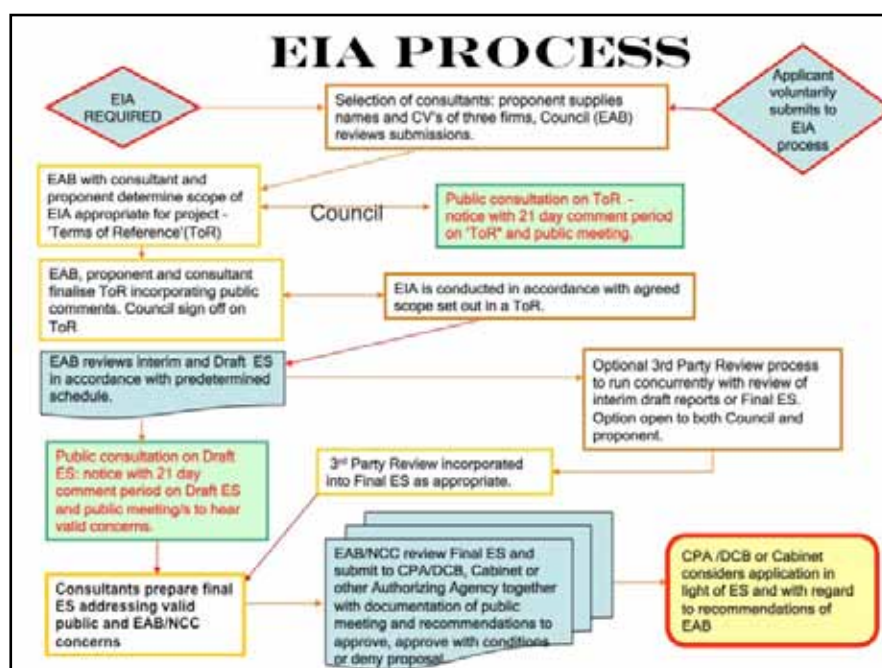 EIA PROCESS
EIA
REQUIRED
Selection of consultants: proponent supplies
names and CV's of three firms, Council (EAB)
reviews submissions.
Applicant
voluntarily
submits to
EIA
process
EAB with consultant and
proponent determine scope of
EIA appropriate for project -
'Terms of Reference'(ToR)
Council
Public consultation on ToR -
notice with 21 day comment period
on 'ToR" and public meeting.
EAB, proponent and consultant
finalise ToR incorporating public
comments. Council sign off on
ToR
EIA is conducted in accordance with agreed
scope set out in a ToR.
EAB reviews interim and Draft ES
in accordance with predetermined
schedule.
Optional 3rd Party Review process
to run concurrently with review of
interim draft reports or Final ES.
Option open to both Council and
proponent.
Public consultation on Draft
ES: notice with 21 day
comment period on Draft ES
and public meeting/s to hear
valid concerns.
3rd Party Review incorporated
into Final ES as appropriate.
Consultants prepare final
ES addressing valid
public and EAB/NCC
concerns
EAB/NCC review Final ES and
submit to CPA/DCB, Cabinet or
other Authorizing Agency together
with documentation of public
meeting and recommendations to
approve, approve with conditions
or deny proposal.
CPA /DCB or Cabinet
considers application in
light of ES and with regard
to recommendations of
EAB